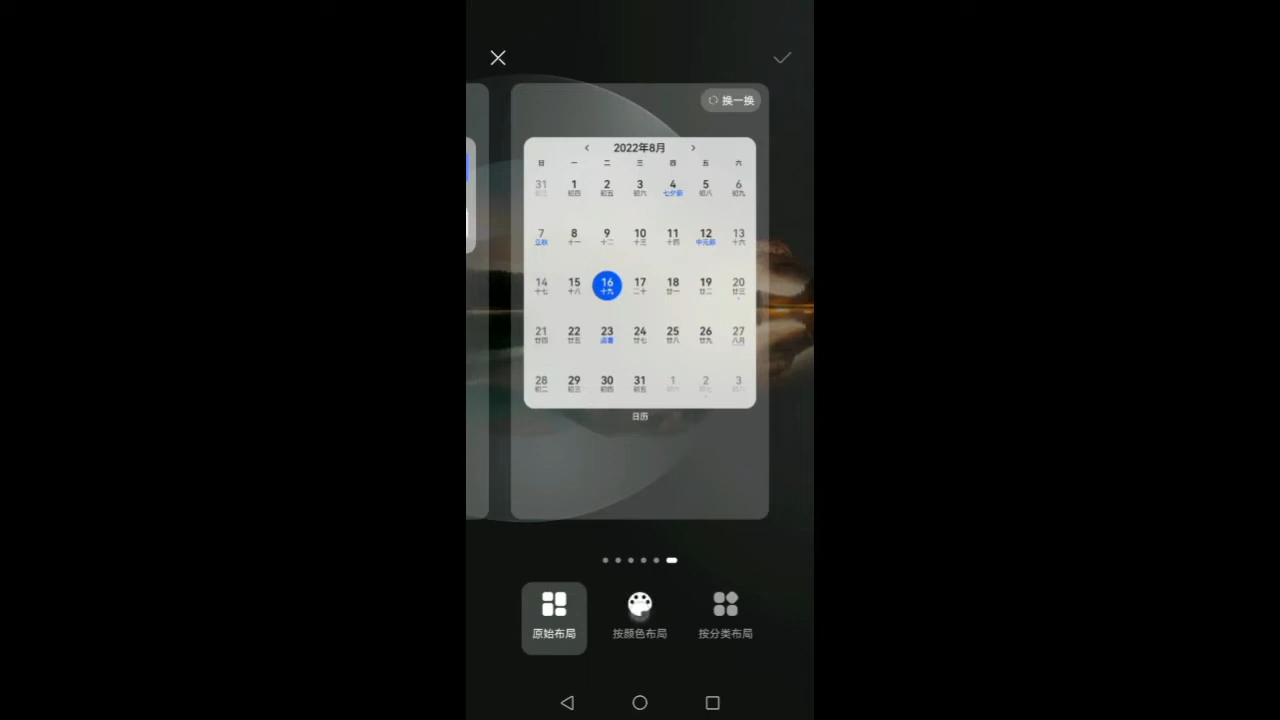 换一换
2022年8月
日 一 二 三 四 五 六
31 1 2 3 4 5 6
初四 初五 初六 七夕节 初八 初九
7 8 9 10 11 12 13
立秋 十一 十二 十三 十四 中元节 十六
14 15 16 17 18 19 20
十七 十八 十九 二十 廿一 廿二 廿三
21 22 23 24 25 26 27
廿四 廿五 处暑 廿七 廿八 廿九 八月
28 29 30 31 1 2 3
初二 初三 初四 初五
日历
原始布局 按颜色布局 按分类布局